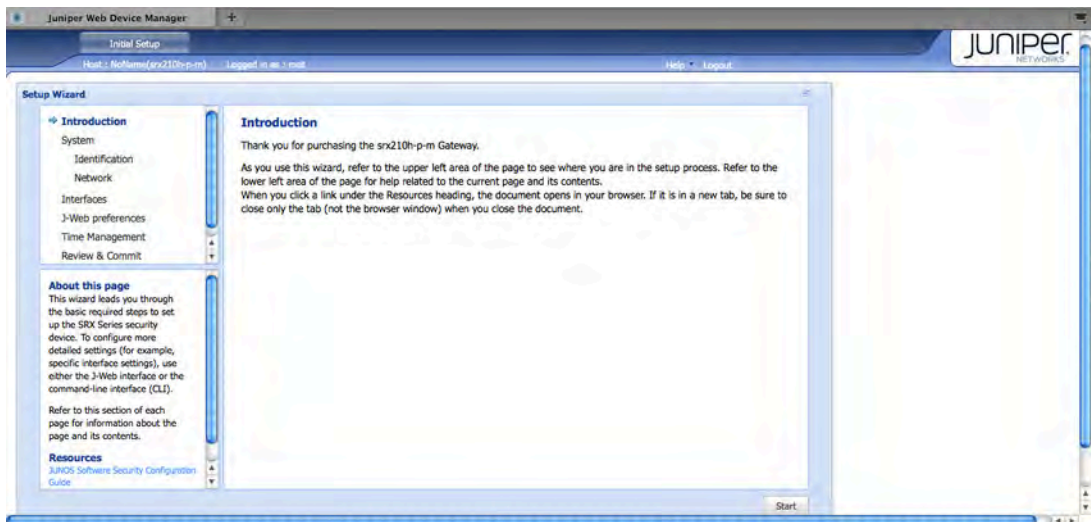 Juniper Web Device Manager
+
Initial Setup
JUNIPER
NETWORKS
Host : NoName(srx210h-p-m) Logged in as : root
Help Logout
Setup Wizard
Introduction
System
Identification
Network
Interfaces
J-Web preferences
Time Management
Review & Commit
About this page
This wizard leads you through
the basic required steps to set
up the SRX Series security
device. To configure more
detailed settings (for example,
specific interface settings), use
either the J-Web interface or the
command-line interface (CLI).
Refer to this section of each
page for information about the
page and its contents.
Resources
JUNOS Software Security Configuration
Guide
Introduction
Thank you for purchasing the srx210h-p-m Gateway.
As you use this wizard, refer to the upper left area of the page to see where you are in the setup process. Refer to the
lower left area of the page for help related to the current page and its contents.
When you click a link under the Resources heading, the document opens in your browser. If it is in a new tab, be sure to
close only the tab (not the browser window) when you close the document.
Start